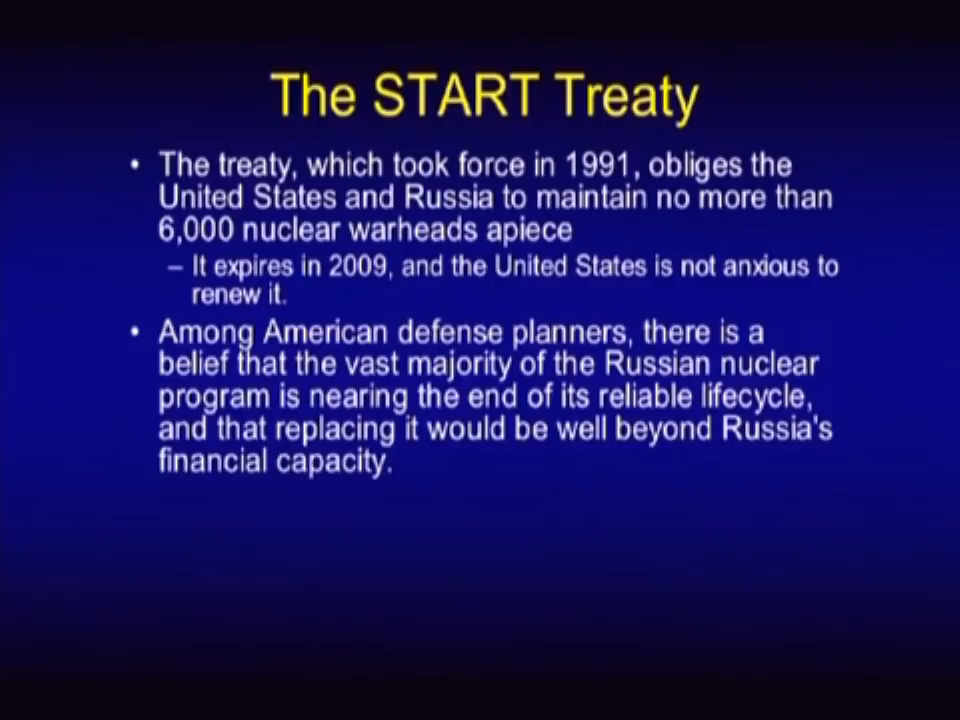 The START Treaty
• The treaty, which took force in 1991, obliges the
United States and Russia to maintain no more than
6,000 nuclear warheads apiece
– It expires in 2009, and the United States is not anxious to
renew it.
• Among American defense planners, there is a
belief that the vast majority of the Russian nuclear
program is nearing the end of its reliable lifecycle,
and that replacing it would be well beyond Russia's
financial capacity.